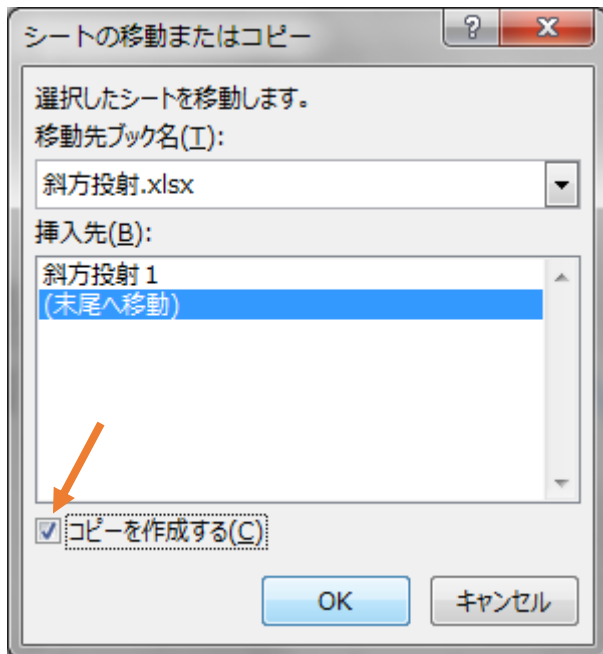 シートの移動またはコピー
選択したシートを移動します。
移動先ブック名(T):
斜方投射.xlsx
挿入先(B):
斜方投射1
(末尾へ移動)
コピーを作成する(C)
OK キャンセル